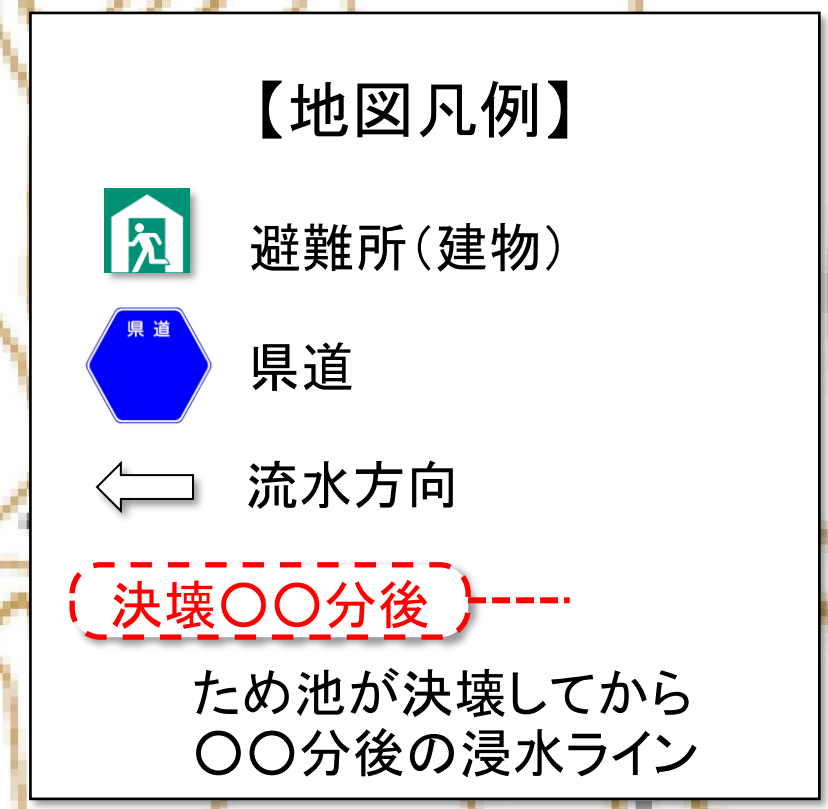 【地図凡例】
避難所(建物)
県道
県道
流水方向
決壊〇〇分後
ため池が決壊してから
〇〇分後の浸水ライン